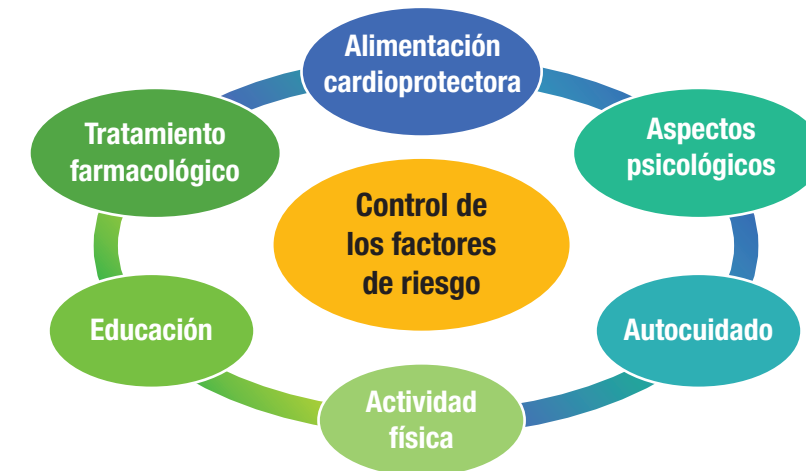 Alimentación
cardioprotectora
Tratamiento
farmacológico
Aspectos
psicológicos
Control de
los factores
de riesgo
Educación
Autocuidado
Actividad
física